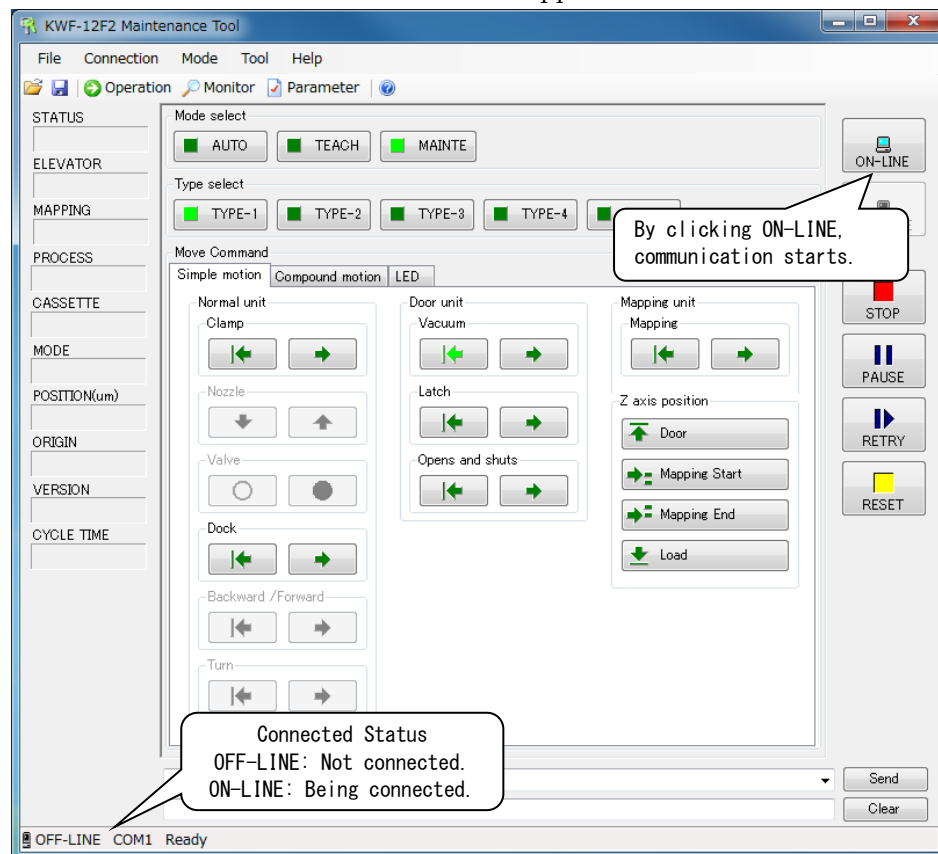 KWF-12F2 Maintenance Tool
File Connection Mode Tool Help
Operation Monitor Parameter
STATUS
ELEVATOR
MAPPING
PROCESS
CASSETTE
MODE
POSITION(um)
ORIGIN
VERSION
CYCLE TIME
Mode select
AUTO TEACH MAINTE
Type select
TYPE-1 TYPE-2 TYPE-3 TYPE-4
Move Command
Simple motion Compound motion LED
Normal unit
Clamp
Nozzle
Valve
Dock
Backward /Forward
Turn
Door unit
Vacuum
Latch
Opens and shuts
Mapping unit
Mapping
Z axis position
Door
Mapping Start
Mapping End
Load
ON-LINE
By clicking ON-LINE,
communication starts.
STOP
PAUSE
RETRY
RESET
Connected Status
OFF-LINE: Not connected.
ON-LINE: Being connected.
Send
Clear
OFF-LINE COM1 Ready